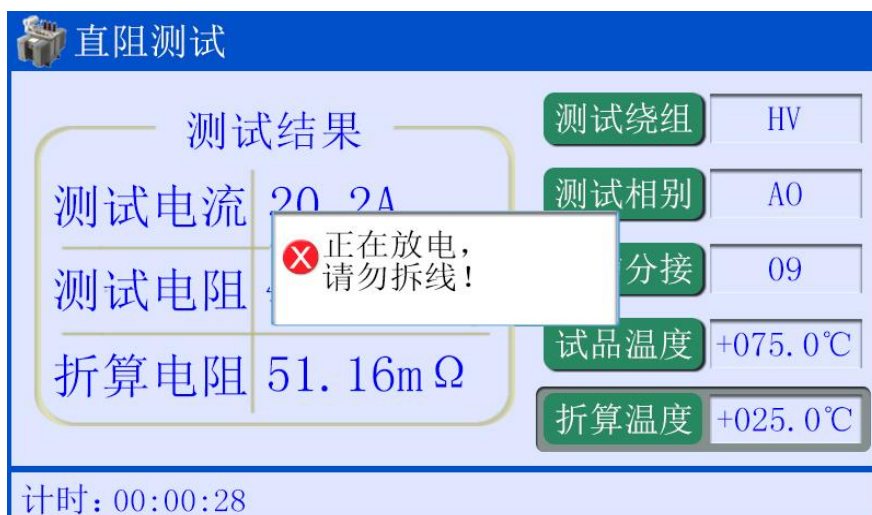 直阻测试
测试结果
测试电流 20.2A
测试电阻
折算电阻 51.16mΩ
正在放电，
请勿拆线！
测试绕组 HV
测试相别 AO
分接 09
试品温度 +075.0℃
折算温度 +025.0℃
计时：00:00:28